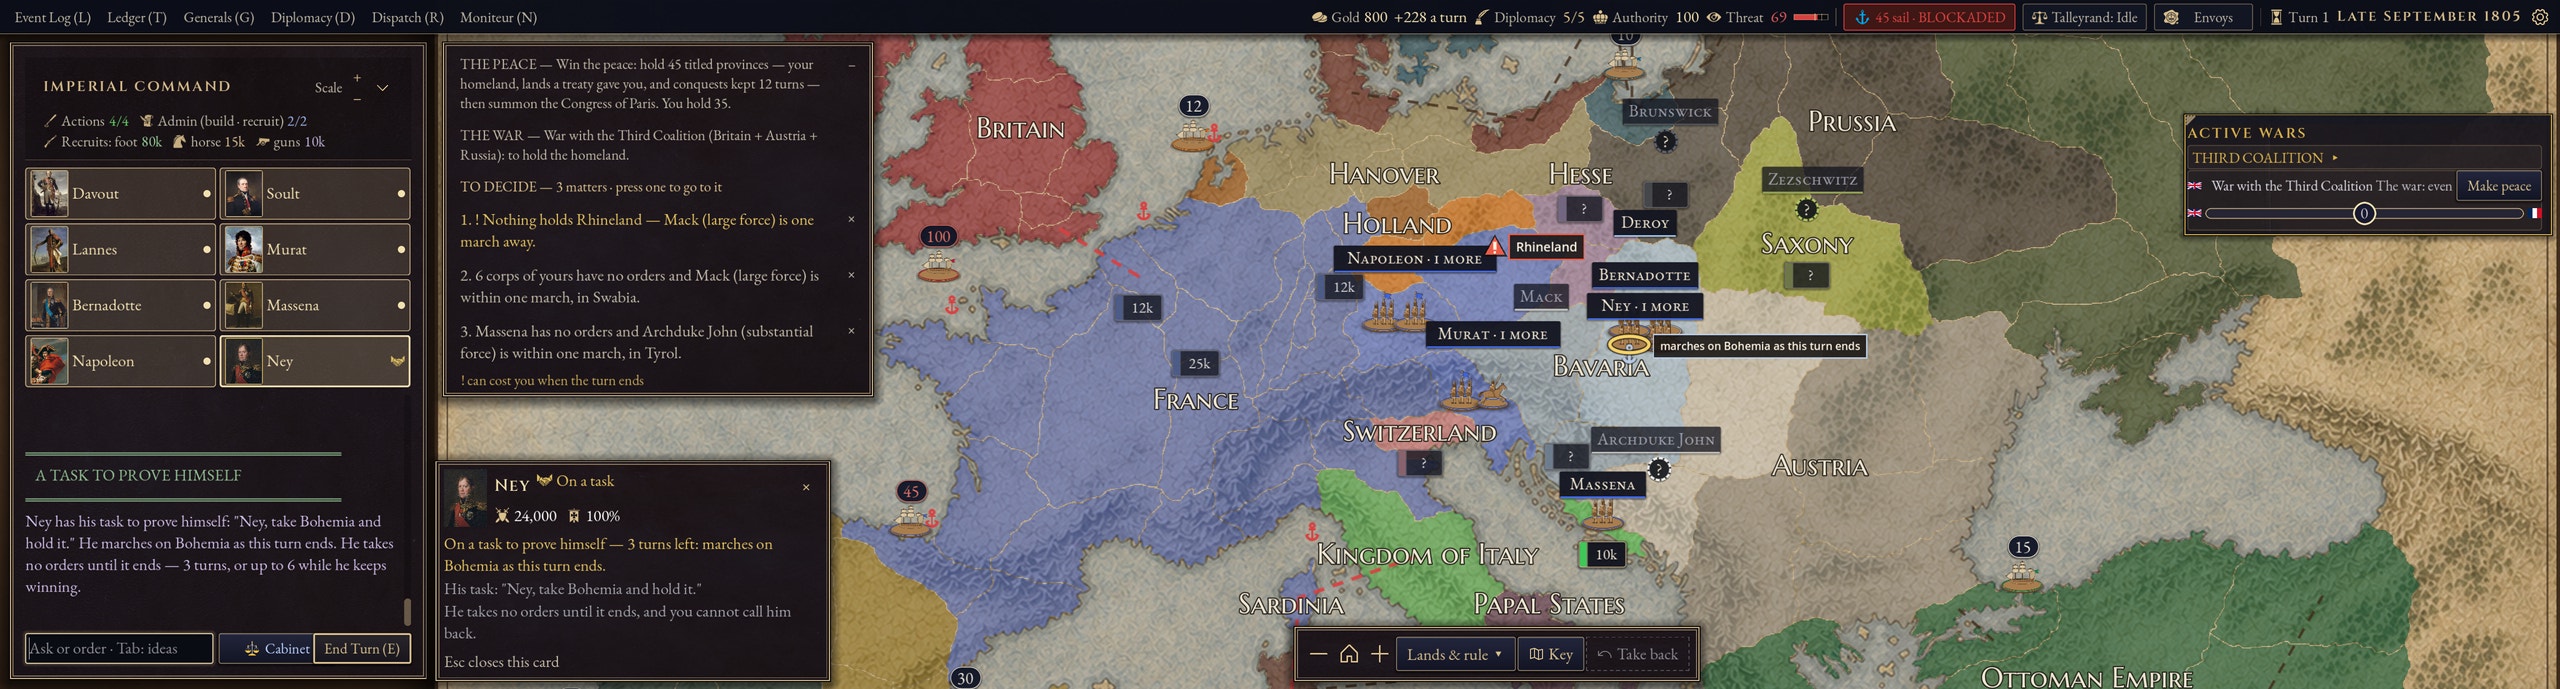 Event Log (L) Ledger (T) Generals (G) Diplomacy (D) Dispatch (R) Moniteur (N)
Gold 800 +228 a turn Diplomacy 5/5 Authority 100 Threat 69
45 sail · BLOCKADED
Talleyrand: Idle
Envoys
Turn 1 LATE SEPTEMBER 1805
IMPERIAL COMMAND
Scale + −
Actions 4/4 Admin (build · recruit) 2/2
Recruits: foot 80k horse 15k guns 10k
Davout
Soult
Lannes
Murat
Bernadotte
Massena
Napoleon
Ney
A TASK TO PROVE HIMSELF
Ney has his task to prove himself: "Ney, take Bohemia and
hold it." He marches on Bohemia as this turn ends. He takes
no orders until it ends — 3 turns, or up to 6 while he keeps
winning.
Ask or order · Tab: ideas
Cabinet
End Turn (E)
THE PEACE — Win the peace: hold 45 titled provinces — your
homeland, lands a treaty gave you, and conquests kept 12 turns —
then summon the Congress of Paris. You hold 35.
THE WAR — War with the Third Coalition (Britain + Austria +
Russia): to hold the homeland.
TO DECIDE — 3 matters · press one to go to it
1. ! Nothing holds Rhineland — Mack (large force) is one
march away.
2. 6 corps of yours have no orders and Mack (large force) is
within one march, in Swabia.
3. Massena has no orders and Archduke John (substantial
force) is within one march, in Tyrol.
! can cost you when the turn ends
NEY On a task
24,000 100%
On a task to prove himself — 3 turns left: marches on
Bohemia as this turn ends.
His task: "Ney, take Bohemia and hold it."
He takes no orders until it ends, and you cannot call him
back.
Esc closes this card
10
12
BRITAIN
BRUNSWICK
PRUSSIA
?
HANOVER
HESSE
ZEZSCHWITZ
?
?
?
HOLLAND
DEROY
100
SAXONY
Rhineland
NAPOLEON · 1 MORE
BERNADOTTE
?
12k
MACK
NEY · 1 MORE
12k
MURAT · 1 MORE
marches on Bohemia as this turn ends
25k
BAVARIA
FRANCE
SWITZERLAND
ARCHDUKE JOHN
?
?
?
AUSTRIA
MASSENA
45
KINGDOM OF ITALY
10k
15
SARDINIA
PAPAL STATES
30
OTTOMAN EMPIRE
Lands & rule
Key
Take back
ACTIVE WARS
THIRD COALITION
War with the Third Coalition The war: even
Make peace
0